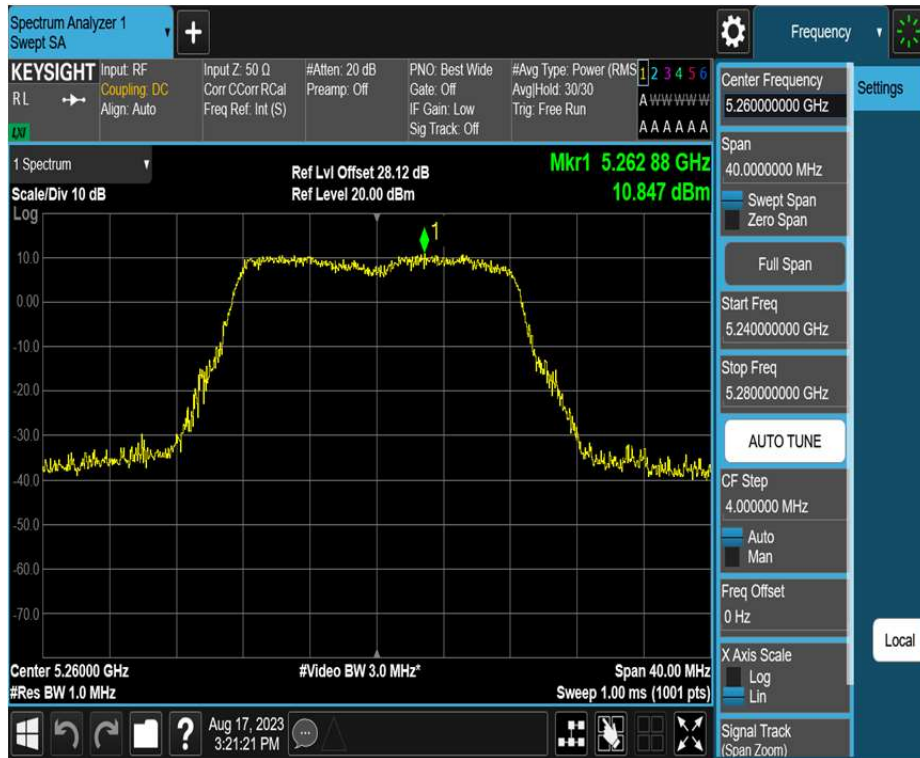 Spectrum Analyzer 1
Swept SA
Frequency
KEYSIGHT
R L
LXI
Input: RF
Coupling: DC
Align: Auto
Input Z: 50 Ω
Corr CCorr RCal
Freq Ref: Int (S)
#Atten: 20 dB
Preamp: Off
PNO: Best Wide
Gate: Off
IF Gain: Low
Sig Track: Off
#Avg Type: Power (RMS
Avg|Hold: 30/30
Trig: Free Run
1 2 3 4 5 6
A W W W W W
A A A A A A
1 Spectrum
Scale/Div 10 dB
Log
Ref Lvl Offset 28.12 dB
Ref Level 20.00 dBm
Mkr1 5.262 88 GHz
10.847 dBm
1
10.0
0.00
-10.0
-20.0
-30.0
-40.0
-50.0
-60.0
-70.0
Center 5.26000 GHz
#Res BW 1.0 MHz
#Video BW 3.0 MHz*
Span 40.00 MHz
Sweep 1.00 ms (1001 pts)
Aug 17, 2023
3:21:21 PM
Center Frequency
5.260000000 GHz
Span
40.0000000 MHz
Swept Span
Zero Span
Full Span
Start Freq
5.240000000 GHz
Stop Freq
5.280000000 GHz
AUTO TUNE
CF Step
4.000000 MHz
Auto
Man
Freq Offset
0 Hz
X Axis Scale
Log
Lin
Signal Track
(Span Zoom)
Settings
Local